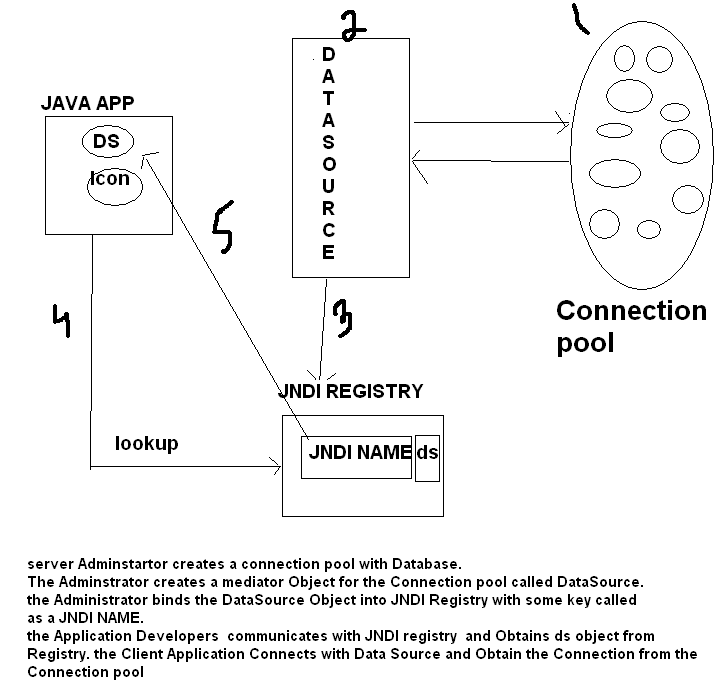 1
2
DATASOURCE
JAVA APP
DS
Icon
5
4
3
Connection
pool
JNDI REGISTRY
lookup
JNDI NAME ds
server Adminstartor creates a connection pool with Database.
The Adminstrator creates a mediator Object for the Connection pool called DataSource.
the Administrator binds the DataSource Object into JNDI Registry with some key called
as a JNDI NAME.
the Application Developers communicates with JNDI registry and Obtains ds object from
Registry. the Client Application Connects with Data Source and Obtain the Connection from the
Connection pool